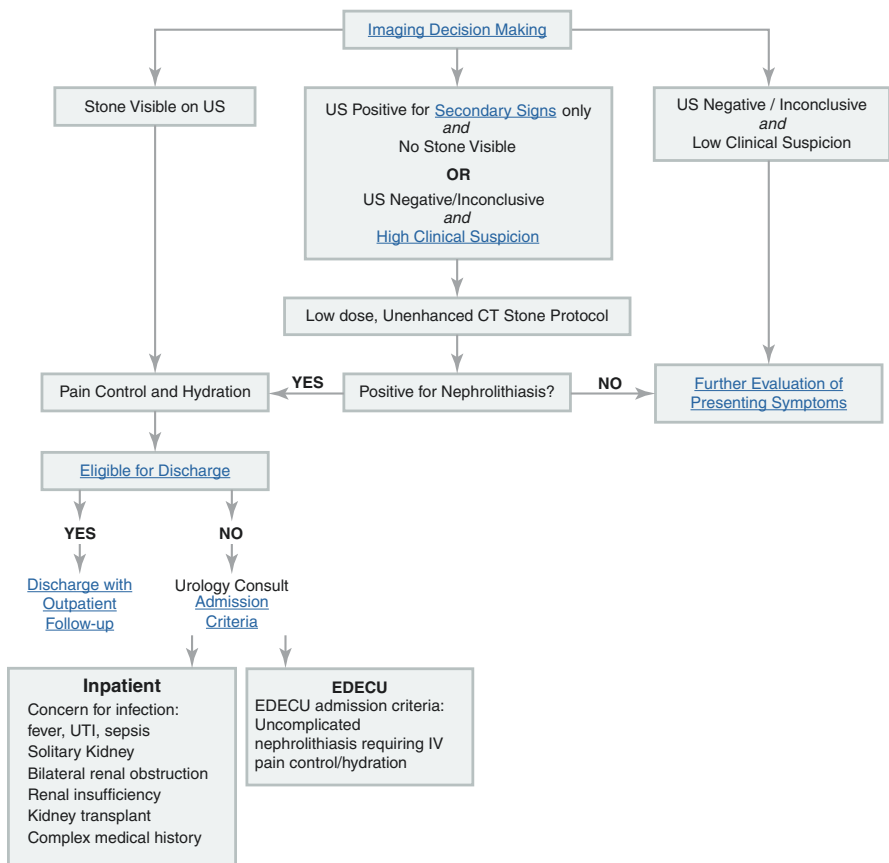 Imaging Decision Making
Stone Visible on US
US Positive for Secondary Signs only
and
No Stone Visible
OR
US Negative/Inconclusive
and
High Clinical Suspicion
US Negative / Inconclusive
and
Low Clinical Suspicion
Low dose, Unenhanced CT Stone Protocol
Pain Control and Hydration
YES
Positive for Nephrolithiasis?
NO
Further Evaluation of
Presenting Symptoms
Eligible for Discharge
YES
NO
Discharge with
Outpatient
Follow-up
Urology Consult
Admission
Criteria
Inpatient
Concern for infection:
fever, UTI, sepsis
Solitary Kidney
Bilateral renal obstruction
Renal insufficiency
Kidney transplant
Complex medical history
EDECU
EDECU admission criteria:
Uncomplicated
nephrolithiasis requiring IV
pain control/hydration